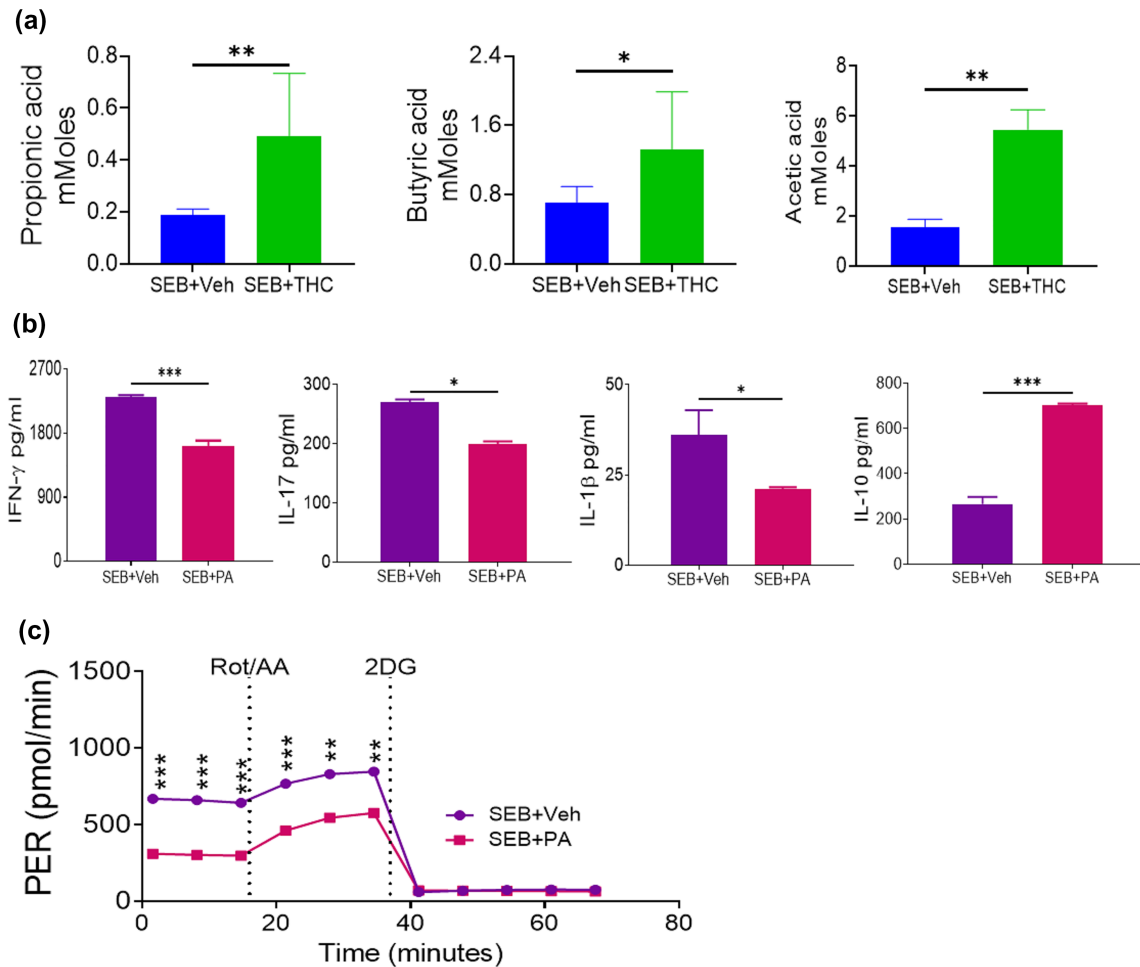 (a)
Propionic acid
mMoles
0.8
0.6
0.4
0.2
0.0
**
SEB+Veh SEB+THC
Butyric acid
mMoles
2.4
1.6
0.8
0.0
*
SEB+Veh SEB+THC
Acetic acid
mMoles
8
6
4
2
0
**
SEB+Veh SEB+THC
(b)
IFN-γ pg/ml
2700
1800
900
0
***
SEB+Veh SEB+PA
IL-17 pg/ml
300
200
100
0
*
SEB+Veh SEB+PA
IL-1β pg/ml
50
25
0
*
SEB+Veh SEB+PA
IL-10 pg/ml
800
600
400
200
0
***
SEB+Veh SEB+PA
(c)
PER (pmol/min)
1500
1000
500
0
Rot/AA 2DG
*** *** *** *** ** **
SEB+Veh
SEB+PA
0 20 40 60 80
Time (minutes)